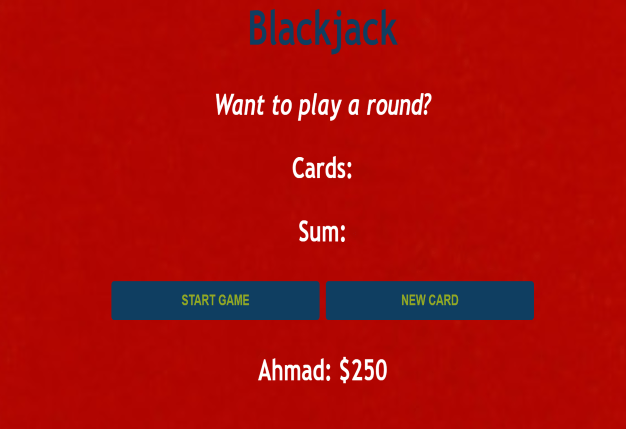 Blackjack
Want to play a round?
Cards:
Sum:
START GAME NEW CARD
Ahmad: $250